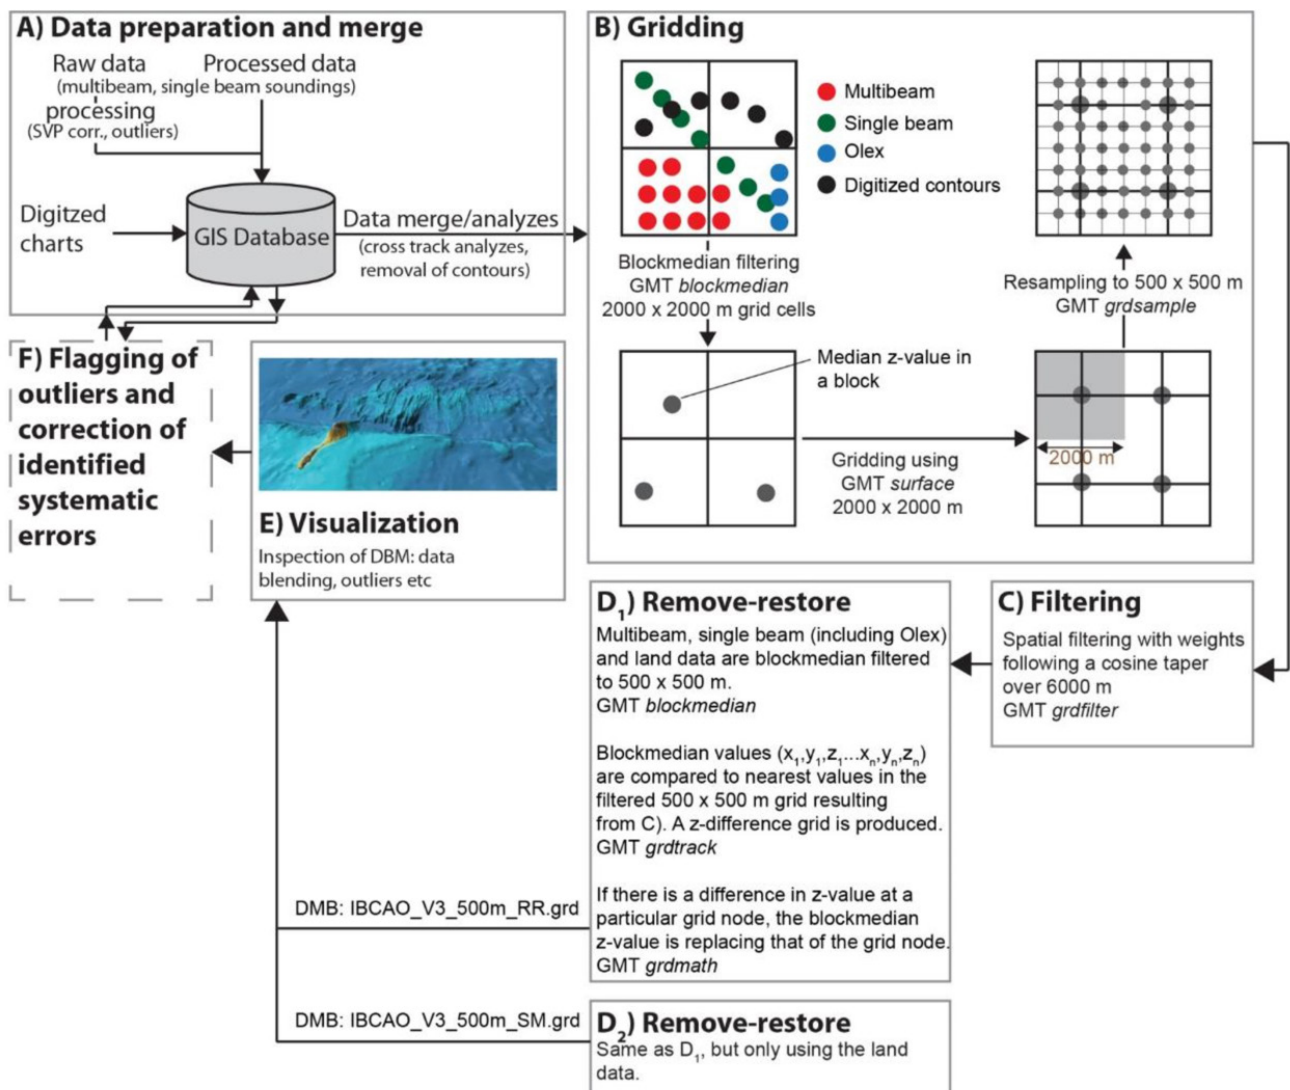 A) Data preparation and merge
Raw data
Processed data
(multibeam, single beam soundings)
processing
(SVP corr., outliers)
Digitzed
charts
GIS Database
Data merge/analyzes
(cross track analyzes,
removal of contours)
B) Gridding
Multibeam
Single beam
Olex
Digitized contours
Blockmedian filtering
GMT blockmedian
2000 x 2000 m grid cells
Resampling to 500 x 500 m
GMT grdsample
Median z-value in
a block
Gridding using
GMT surface
2000 x 2000 m
2000 m
F) Flagging of
outliers and
correction of
identified
systematic
errors
E) Visualization
Inspection of DBM: data
blending, outliers etc
D₁) Remove-restore
Multibeam, single beam (including Olex)
and land data are blockmedian filtered
to 500 x 500 m.
GMT blockmedian
Blockmedian values (x₁,y₁,z₁...xₙ,yₙ,zₙ)
are compared to nearest values in the
filtered 500 x 500 m grid resulting
from C). A z-difference grid is produced.
GMT grdtrack
If there is a difference in z-value at a
particular grid node, the blockmedian
z-value is replacing that of the grid node.
GMT grdmath
C) Filtering
Spatial filtering with weights
following a cosine taper
over 6000 m
GMT grdfilter
DMB: IBCAO_V3_500m_RR.grd
DMB: IBCAO_V3_500m_SM.grd
D₂) Remove-restore
Same as D₁, but only using the land
data.